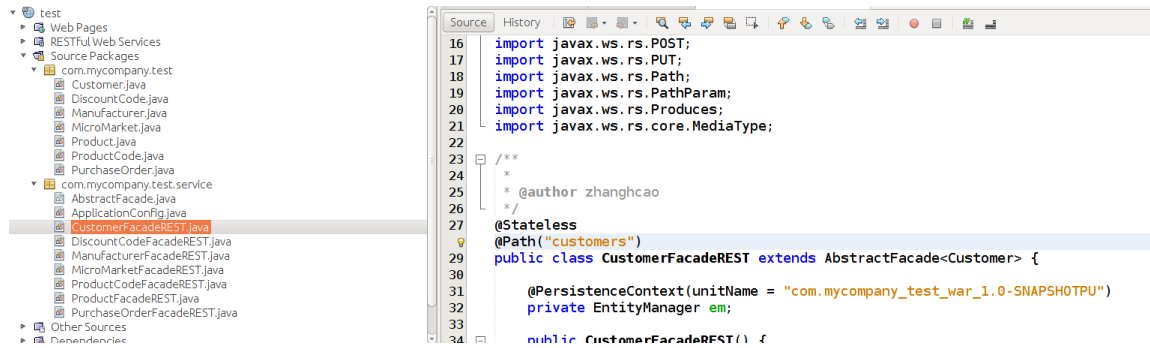 test
Web Pages
RESTful Web Services
Source Packages
com.mycompany.test
Customer.java
DiscountCode.java
Manufacturer.java
MicroMarket.java
Product.java
ProductCode.java
PurchaseOrder.java
com.mycompany.test.service
AbstractFacade.java
ApplicationConfig.java
CustomerFacadeREST.java
DiscountCodeFacadeREST.java
ManufacturerFacadeREST.java
MicroMarketFacadeREST.java
ProductCodeFacadeREST.java
ProductFacadeREST.java
PurchaseOrderFacadeREST.java
Other Sources
Dependencies
Source History
16 import javax.ws.rs.POST;
17 import javax.ws.rs.PUT;
18 import javax.ws.rs.Path;
19 import javax.ws.rs.PathParam;
20 import javax.ws.rs.Produces;
21 import javax.ws.rs.core.MediaType;
22
23 /**
24 *
25 * @author zhanghcao
26 */
27 @Stateless
@Path("customers")
29 public class CustomerFacadeREST extends AbstractFacade<Customer> {
30
31 @PersistenceContext(unitName = "com.mycompany_test_war_1.0-SNAPSHOTPU")
32 private EntityManager em;
33
34 public CustomerFacadeREST() {